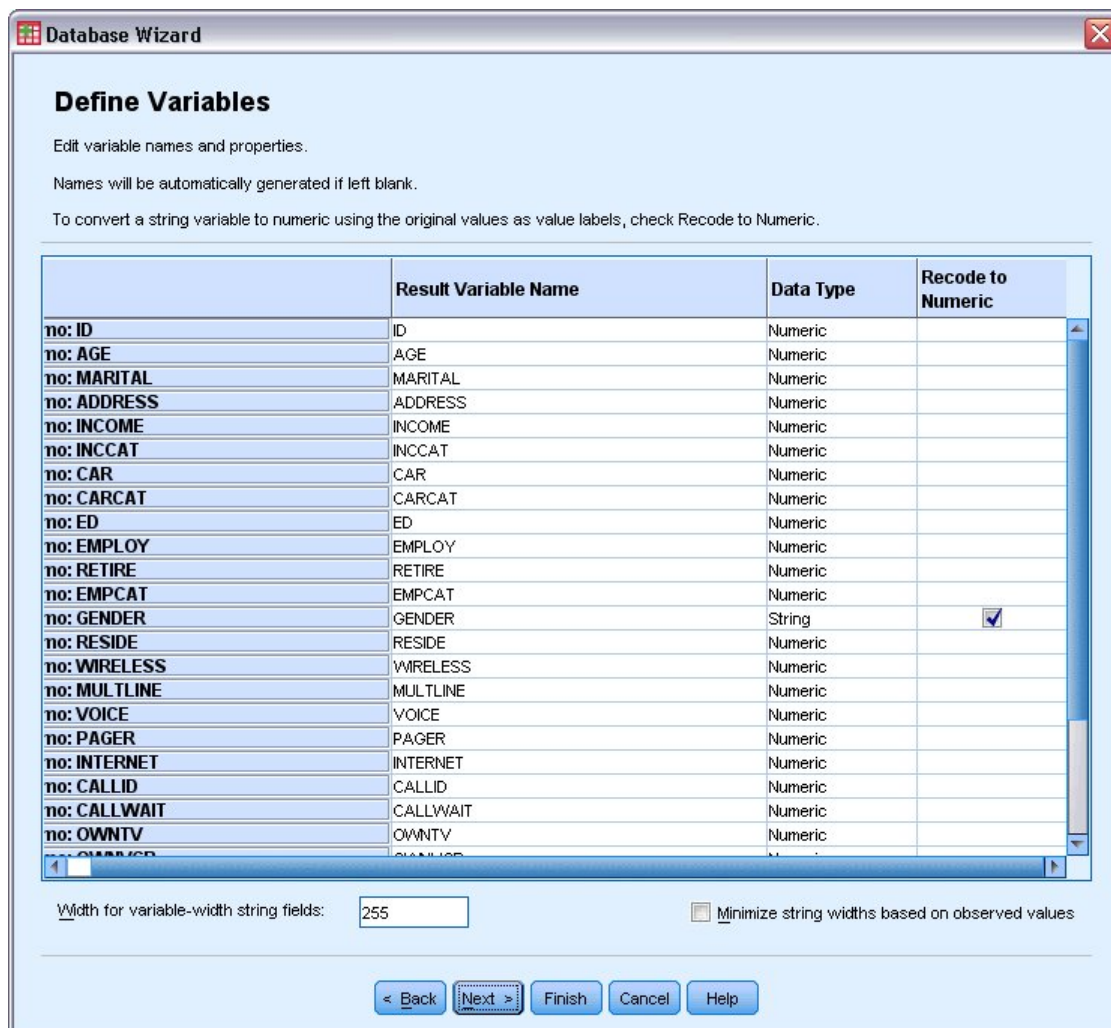 Database Wizard
Define Variables
Edit variable names and properties.
Names will be automatically generated if left blank.
To convert a string variable to numeric using the original values as value labels, check Recode to Numeric.
Result Variable Name Data Type Recode to Numeric
no: ID ID Numeric
no: AGE AGE Numeric
no: MARITAL MARITAL Numeric
no: ADDRESS ADDRESS Numeric
no: INCOME INCOME Numeric
no: INCCAT INCCAT Numeric
no: CAR CAR Numeric
no: CARCAT CARCAT Numeric
no: ED ED Numeric
no: EMPLOY EMPLOY Numeric
no: RETIRE RETIRE Numeric
no: EMPCAT EMPCAT Numeric
no: GENDER GENDER String
no: RESIDE RESIDE Numeric
no: WIRELESS WIRELESS Numeric
no: MULTLINE MULTLINE Numeric
no: VOICE VOICE Numeric
no: PAGER PAGER Numeric
no: INTERNET INTERNET Numeric
no: CALLID CALLID Numeric
no: CALLWAIT CALLWAIT Numeric
no: OWNTV OWNTV Numeric
Width for variable-width string fields: 255 Minimize string widths based on observed values
< Back Next > Finish Cancel Help